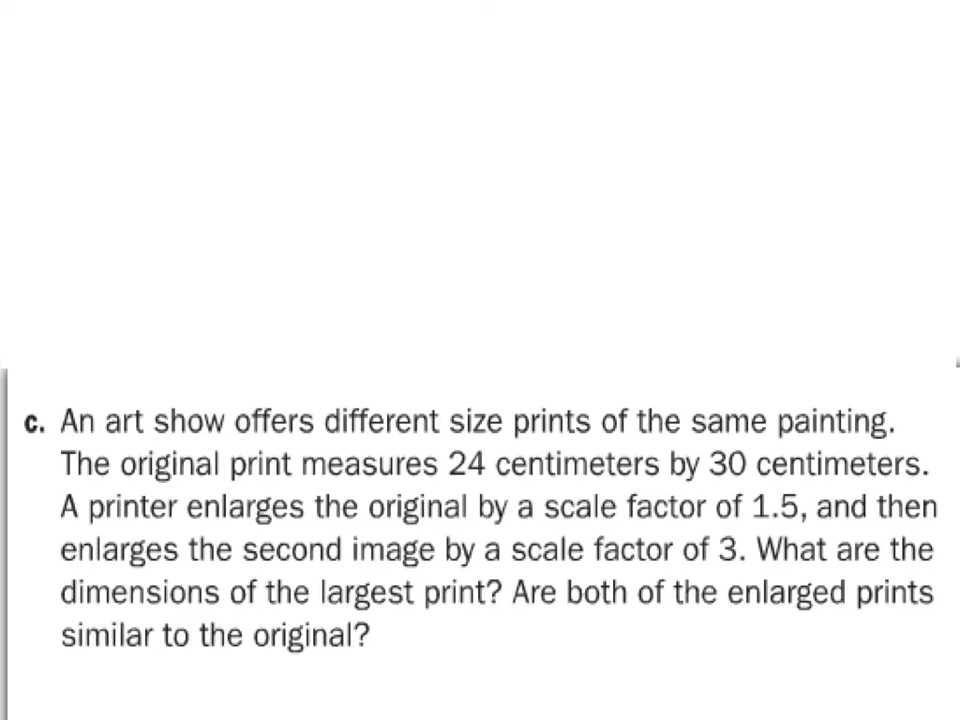 c. An art show offers different size prints of the same painting.
The original print measures 24 centimeters by 30 centimeters.
A printer enlarges the original by a scale factor of 1.5, and then
enlarges the second image by a scale factor of 3. What are the
dimensions of the largest print? Are both of the enlarged prints
similar to the original?